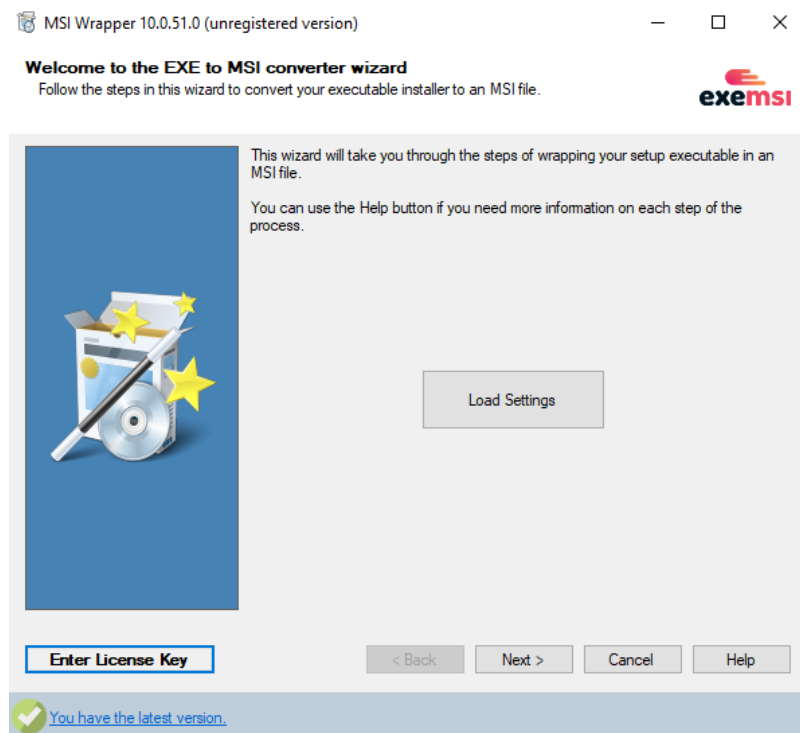 MSI Wrapper 10.0.51.0 (unregistered version)
Welcome to the EXE to MSI converter wizard
Follow the steps in this wizard to convert your executable installer to an MSI file.
exemsi
This wizard will take you through the steps of wrapping your setup executable in an
MSI file.
You can use the Help button if you need more information on each step of the
process.
Load Settings
Enter License Key
< Back
Next >
Cancel
Help
You have the latest version.